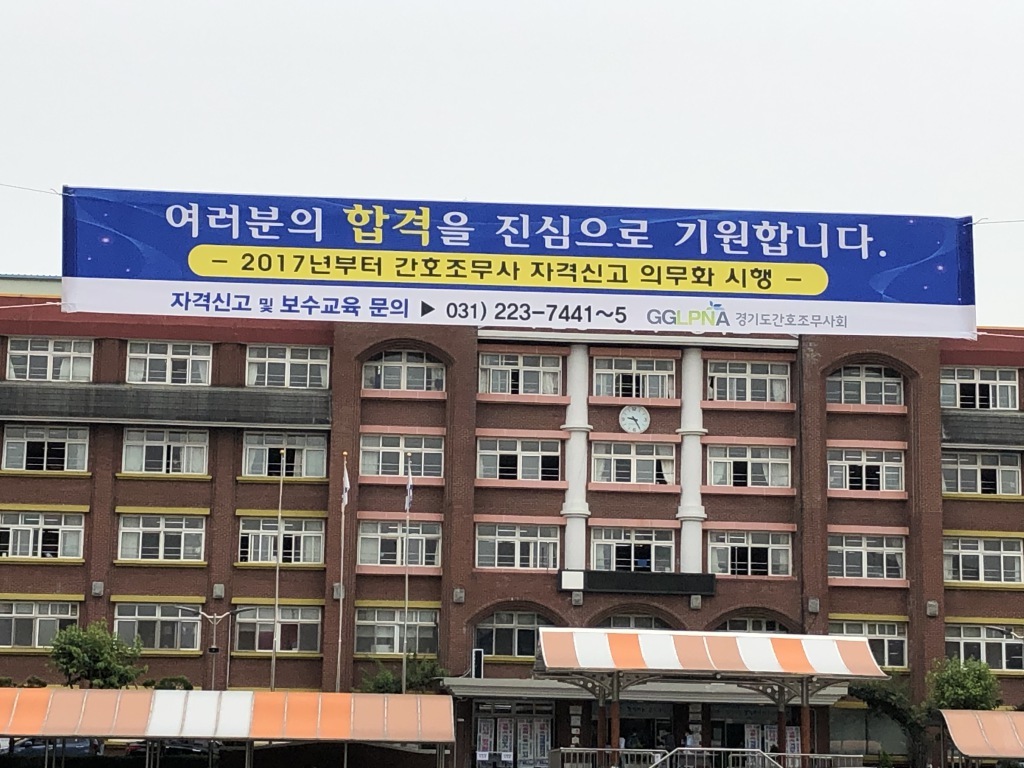 여러분의 합격을 진심으로 기원합니다.
- 2017년부터 간호조무사 자격신고 의무화 시행 -
자격신고 및 보수교육 문의 ▶ 031) 223-7441~5 GGLPNA 경기도간호조무사회